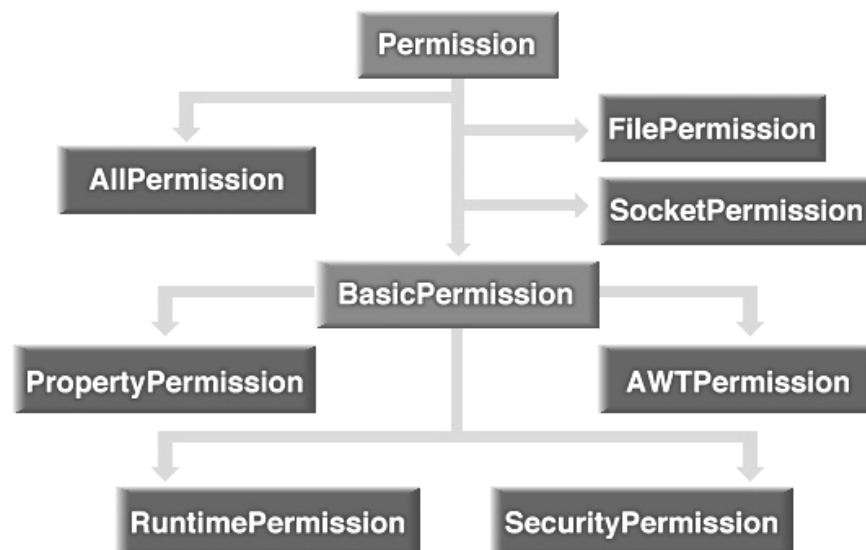 Permission
FilePermission
AllPermission
SocketPermission
BasicPermission
PropertyPermission
AWTPermission
RuntimePermission
SecurityPermission